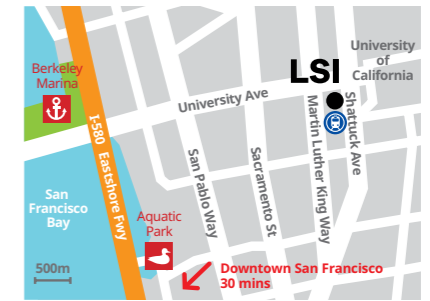 University
of
California
LSI
Berkeley
Marina
University Ave
I-580 Eastshore Fwy
San Pablo Way
Sacramento St
Martin Luther King Way
Shattuck Ave
San
Francisco
Bay
Aquatic
Park
500m
Downtown San Francisco
30 mins